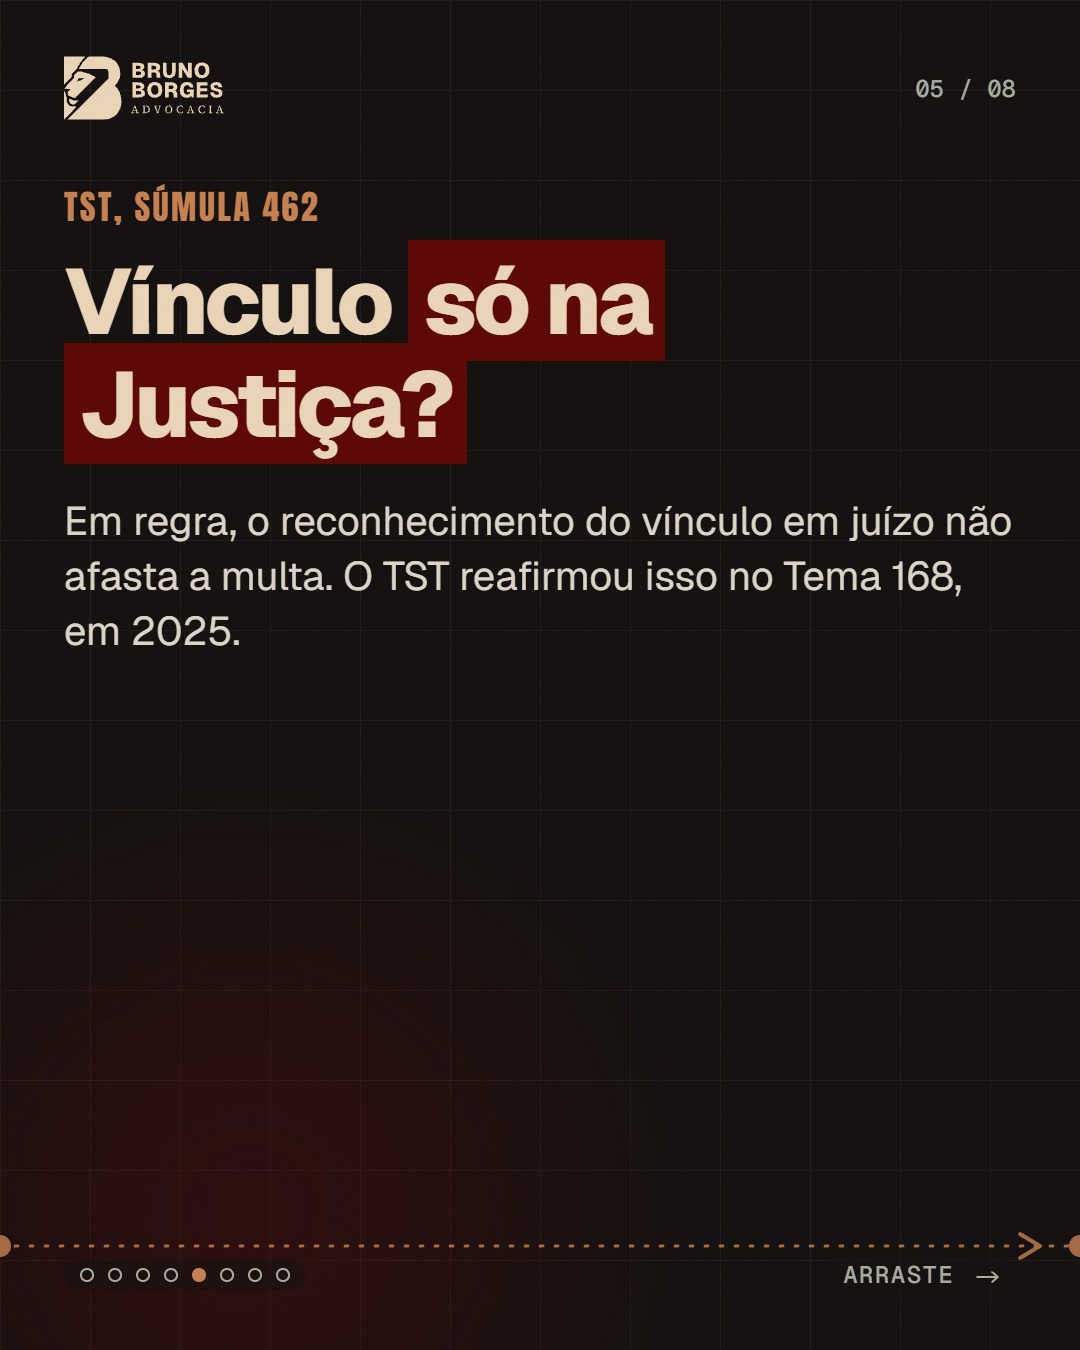 BRUNO
BORGES
ADVOCACIA
05 / 08
TST, SÚMULA 462
Vínculo só na
Justiça?
Em regra, o reconhecimento do vínculo em juízo não
afasta a multa. O TST reafirmou isso no Tema 168,
em 2025.
ARRASTE →